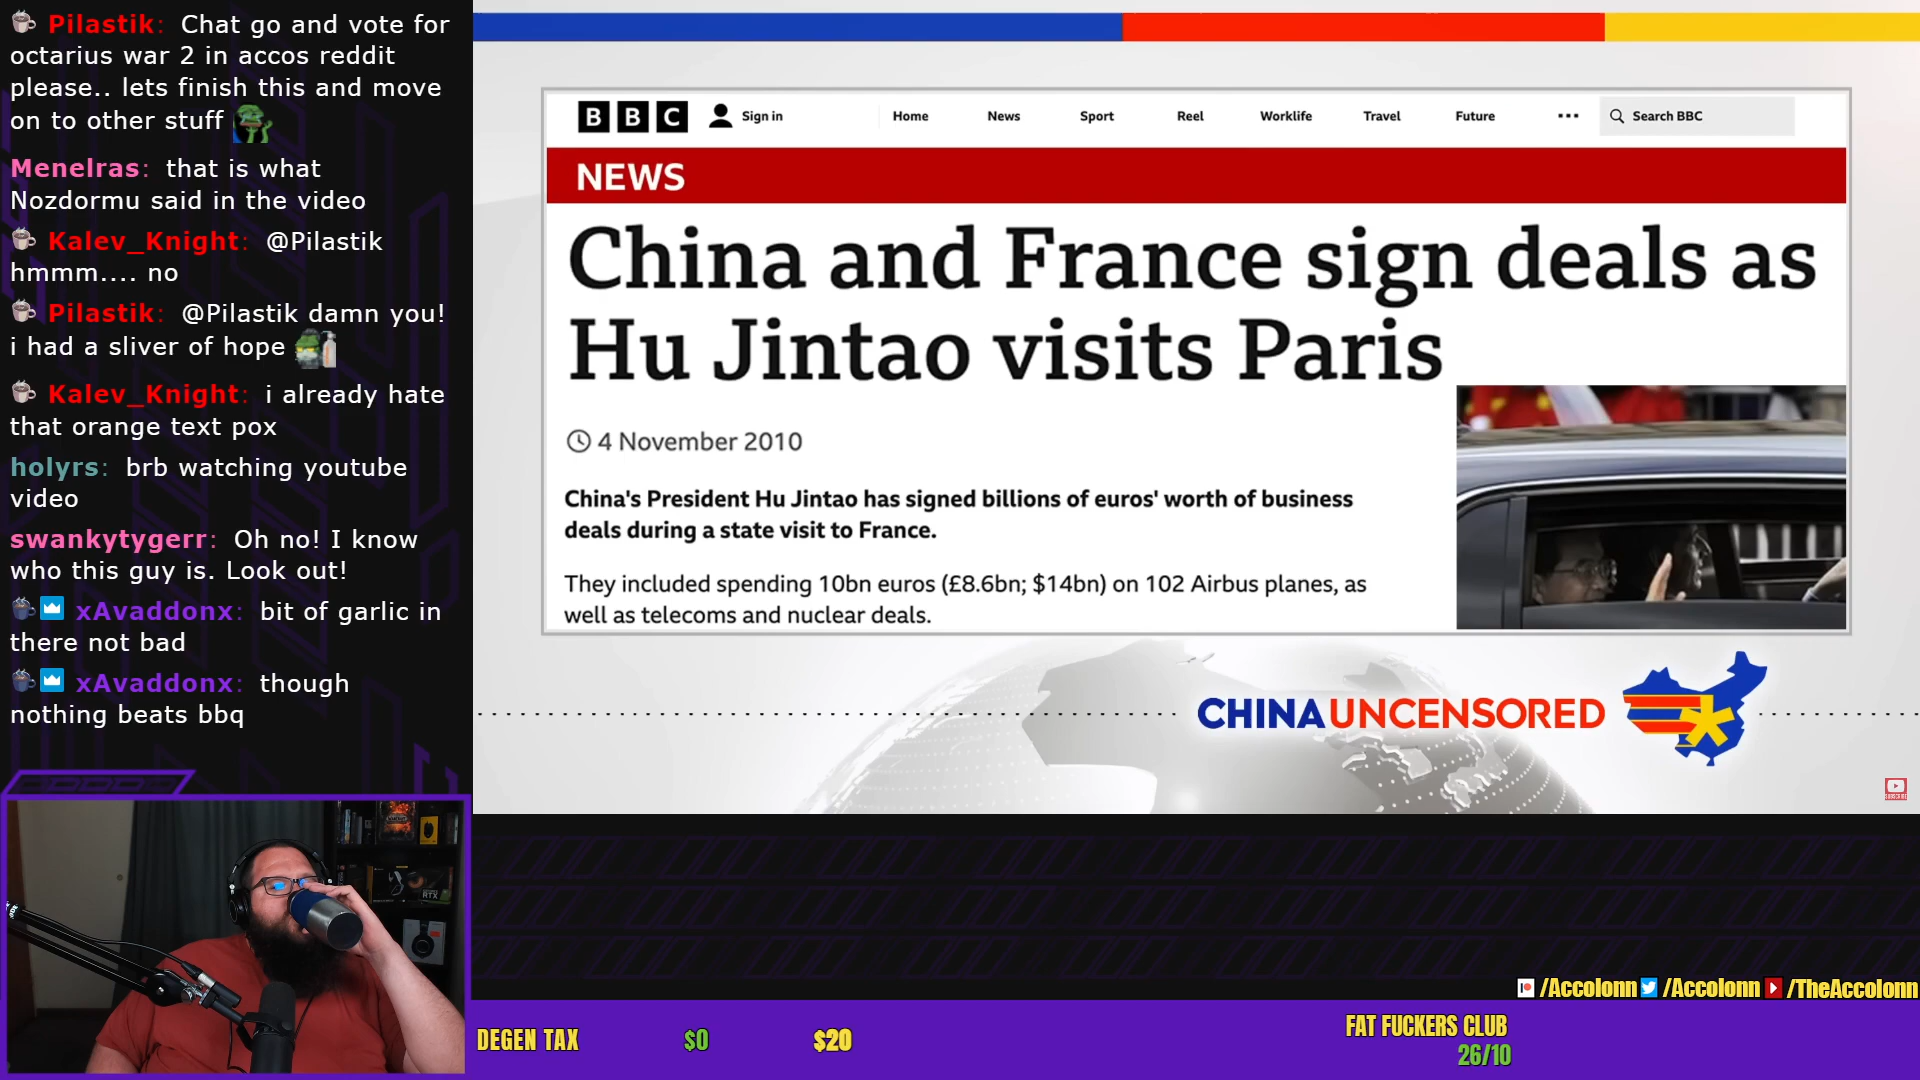 Pilastik: Chat go and vote for
octarius war 2 in accos reddit
please.. lets finish this and move
on to other stuff
Menelras: that is what
Nozdormu said in the video
Kalev_Knight: @Pilastik
hmmm.... no
Pilastik: @Pilastik damn you!
i had a sliver of hope
Kalev_Knight: i already hate
that orange text pox
holyrs: brb watching youtube
video
swankytygerr: Oh no! I know
who this guy is. Look out!
xAvaddonx: bit of garlic in
there not bad
xAvaddonx: though
nothing beats bbq
BBC Sign in Home News Sport Reel Worklife Travel Future ... Search BBC
NEWS
China and France sign deals as
Hu Jintao visits Paris
4 November 2010
China's President Hu Jintao has signed billions of euros' worth of business
deals during a state visit to France.
They included spending 10bn euros (£8.6bn; $14bn) on 102 Airbus planes, as
well as telecoms and nuclear deals.
CHINA UNCENSORED
/Accolonn /Accolonn /TheAccolonn
DEGEN TAX $0 $20
FAT FUCKERS CLUB
26/10